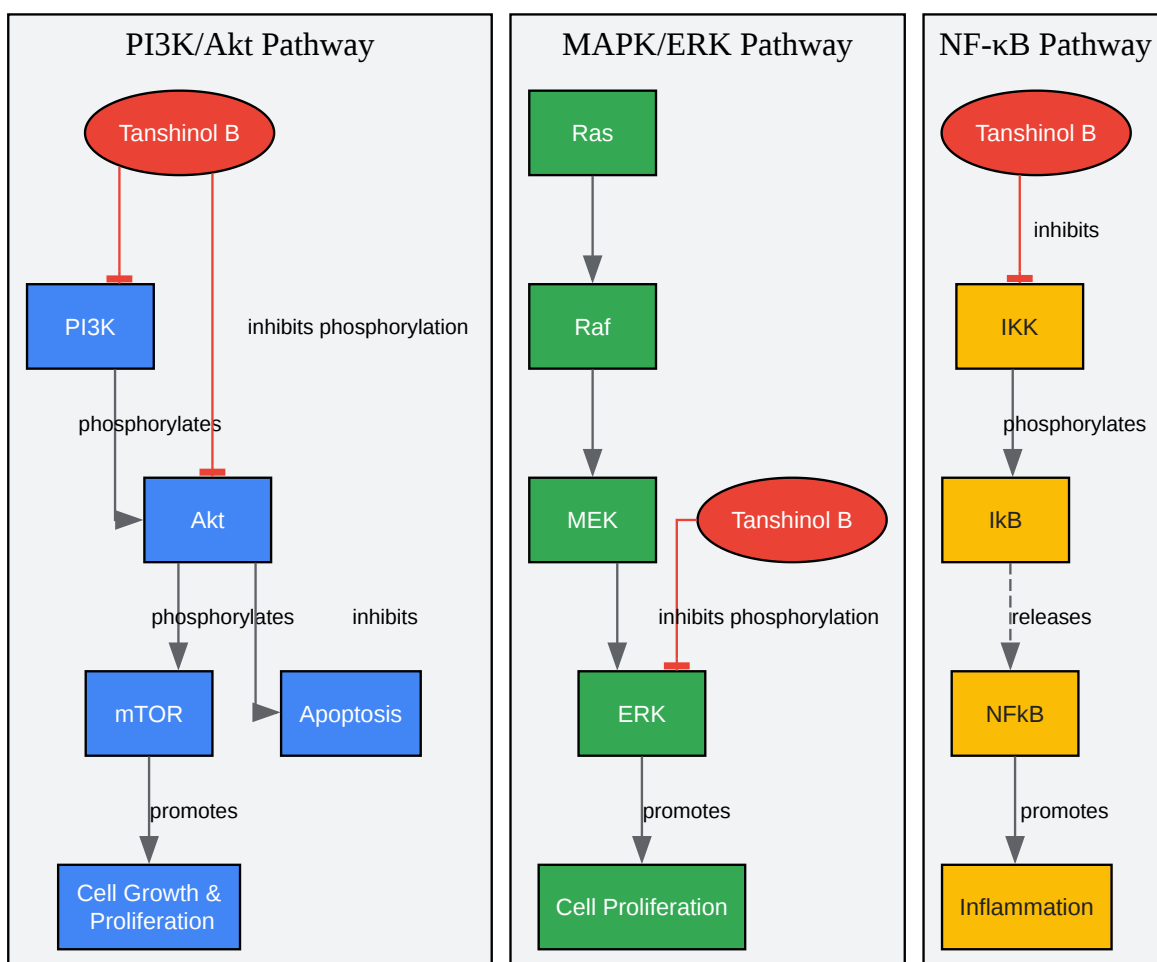 PI3K/Akt Pathway
Tanshinol B
PI3K
inhibits phosphorylation
phosphorylates
Akt
phosphorylates
inhibits
mTOR
Apoptosis
promotes
Cell Growth &
Proliferation
MAPK/ERK Pathway
Ras
Raf
MEK
Tanshinol B
inhibits phosphorylation
ERK
promotes
Cell Proliferation
NF-κB Pathway
Tanshinol B
inhibits
IKK
phosphorylates
IkB
releases
NFkB
promotes
Inflammation